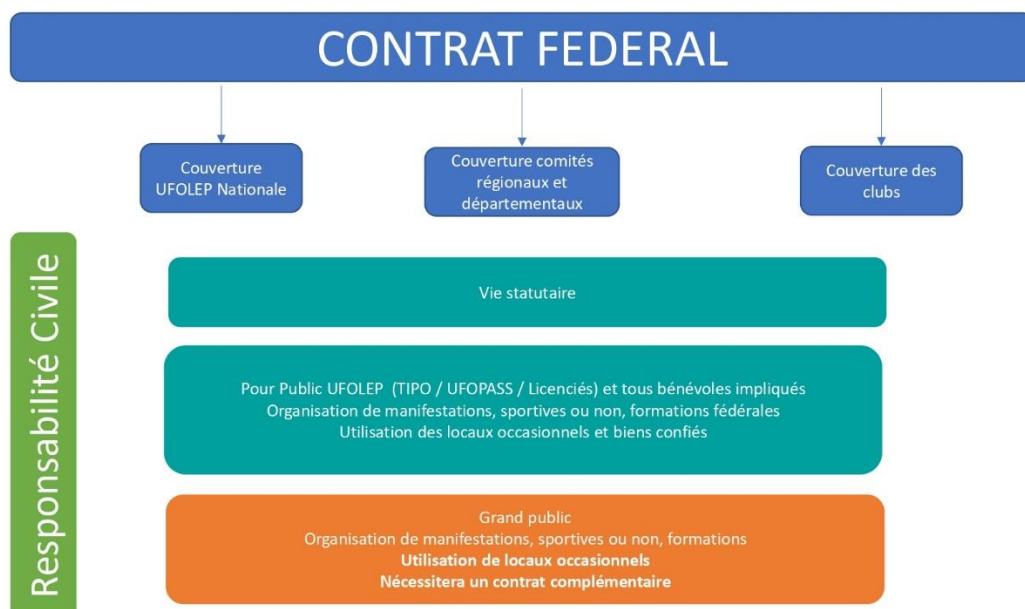 CONTRAT FEDERAL
Couverture
UFOLEP Nationale
Couverture comités
régionaux et
départementaux
Couverture des
clubs
Responsabilité Civile
Vie statutaire
Pour Public UFOLEP (TIPO / UFOPASS / Licenciés) et tous bénévoles impliqués
Organisation de manifestations, sportives ou non, formations fédérales
Utilisation des locaux occasionnels et biens confiés
Grand public
Organisation de manifestations, sportives ou non, formations
Utilisation de locaux occasionnels
Nécessitera un contrat complémentaire